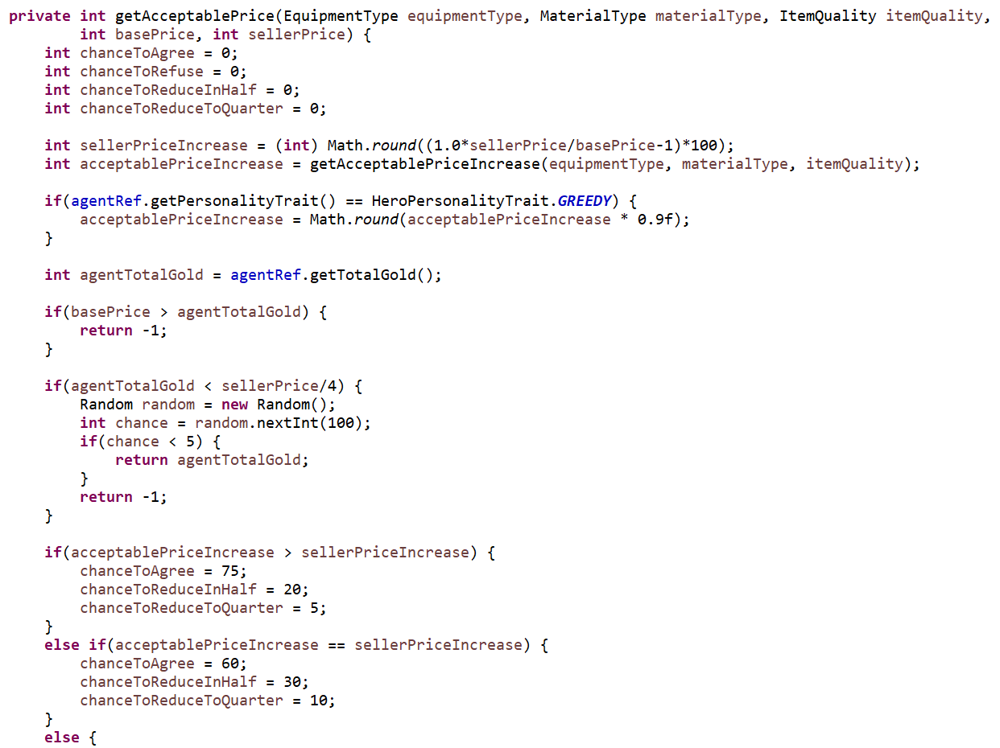 private int getAcceptablePrice(EquipmentType equipmentType, MaterialType materialType, ItemQuality itemQuality,
        int basePrice, int sellerPrice) {
    int chanceToAgree = 0;
    int chanceToRefuse = 0;
    int chanceToReduceInHalf = 0;
    int chanceToReduceToQuarter = 0;

    int sellerPriceIncrease = (int) Math.round((1.0*sellerPrice/basePrice-1)*100);
    int acceptablePriceIncrease = getAcceptablePriceIncrease(equipmentType, materialType, itemQuality);

    if(agentRef.getPersonalityTrait() == HeroPersonalityTrait.GREEDY) {
        acceptablePriceIncrease = Math.round(acceptablePriceIncrease * 0.9f);
    }

    int agentTotalGold = agentRef.getTotalGold();

    if(basePrice > agentTotalGold) {
        return -1;
    }

    if(agentTotalGold < sellerPrice/4) {
        Random random = new Random();
        int chance = random.nextInt(100);
        if(chance < 5) {
            return agentTotalGold;
        }
        return -1;
    }

    if(acceptablePriceIncrease > sellerPriceIncrease) {
        chanceToAgree = 75;
        chanceToReduceInHalf = 20;
        chanceToReduceToQuarter = 5;
    }
    else if(acceptablePriceIncrease == sellerPriceIncrease) {
        chanceToAgree = 60;
        chanceToReduceInHalf = 30;
        chanceToReduceToQuarter = 10;
    }
    else {